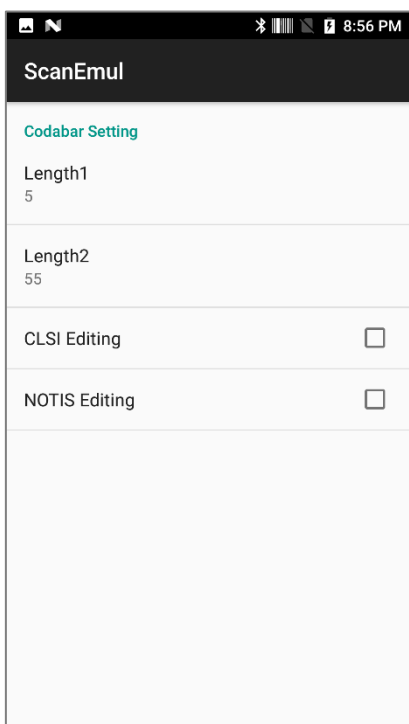 8:56 PM
ScanEmul
Codabar Setting
Length1
5
Length2
55
CLSI Editing
NOTIS Editing